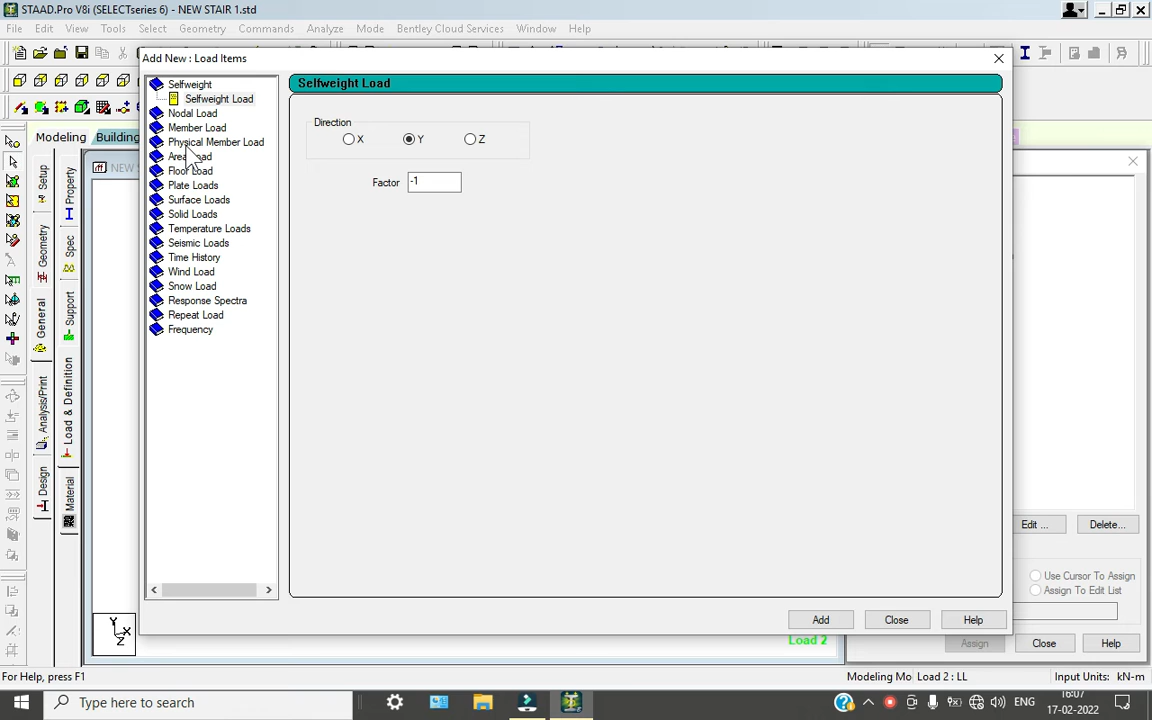 STAAD.Pro V8i (SELECTseries 6) - NEW STAIR 1.std
File Edit View Tools Select Geometry Commands Analyze Mode Bentley Cloud Services Window Help
Add New : Load Items
Selfweight
Selfweight Load
Nodal Load
Member Load
Physical Member Load
Floor Load
Plate Loads
Surface Loads
Solid Loads
Temperature Loads
Seismic Loads
Time History
Wind Load
Snow Load
Response Spectra
Repeat Load
Frequency
Selfweight Load
Direction
X Y Z
Factor -1
Add Close Help
Modeling Building
NEW S
Setup
Geometry
General
Analysis/Print
Design
Property
Spec
Support
Load & Definition
Material
Edit ... Delete...
Use Cursor To Assign
Assign To Edit List
Assign Close Help
Y
X
Z
Load 2
For Help, press F1
Modeling Mo Load 2 : LL Input Units: kN-m
Type here to search
ENG
16:07
17-02-2022